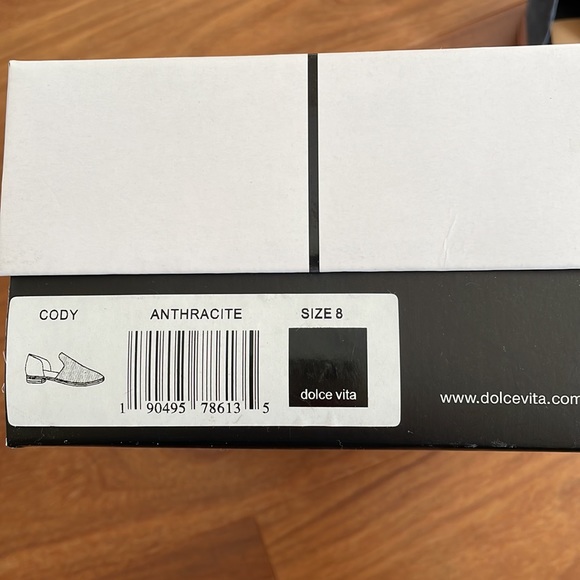 CODY ANTHRACITE SIZE 8
dolce vita
1 90495 78613 5
www.dolcevita.com